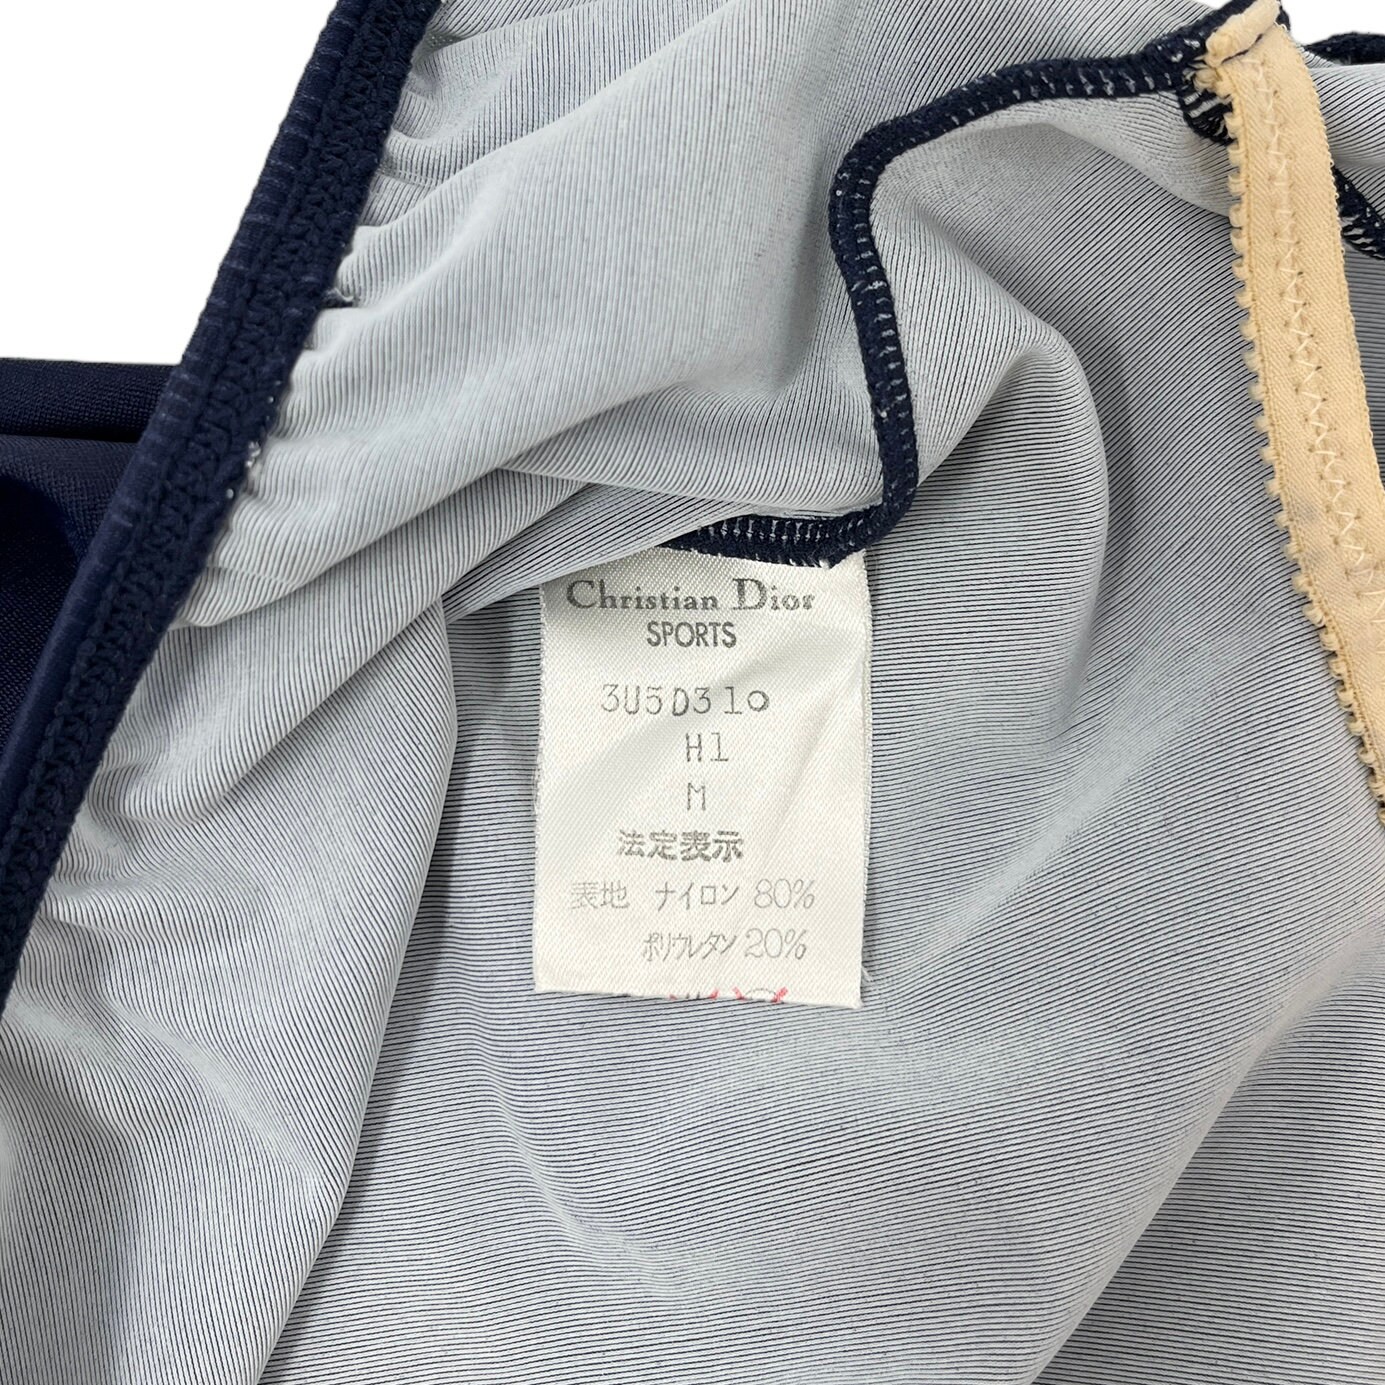 Christian Dior
SPORTS
3U5D310
H1
M
法定表示
表地 ナイロン 80%
ポリウレタン 20%